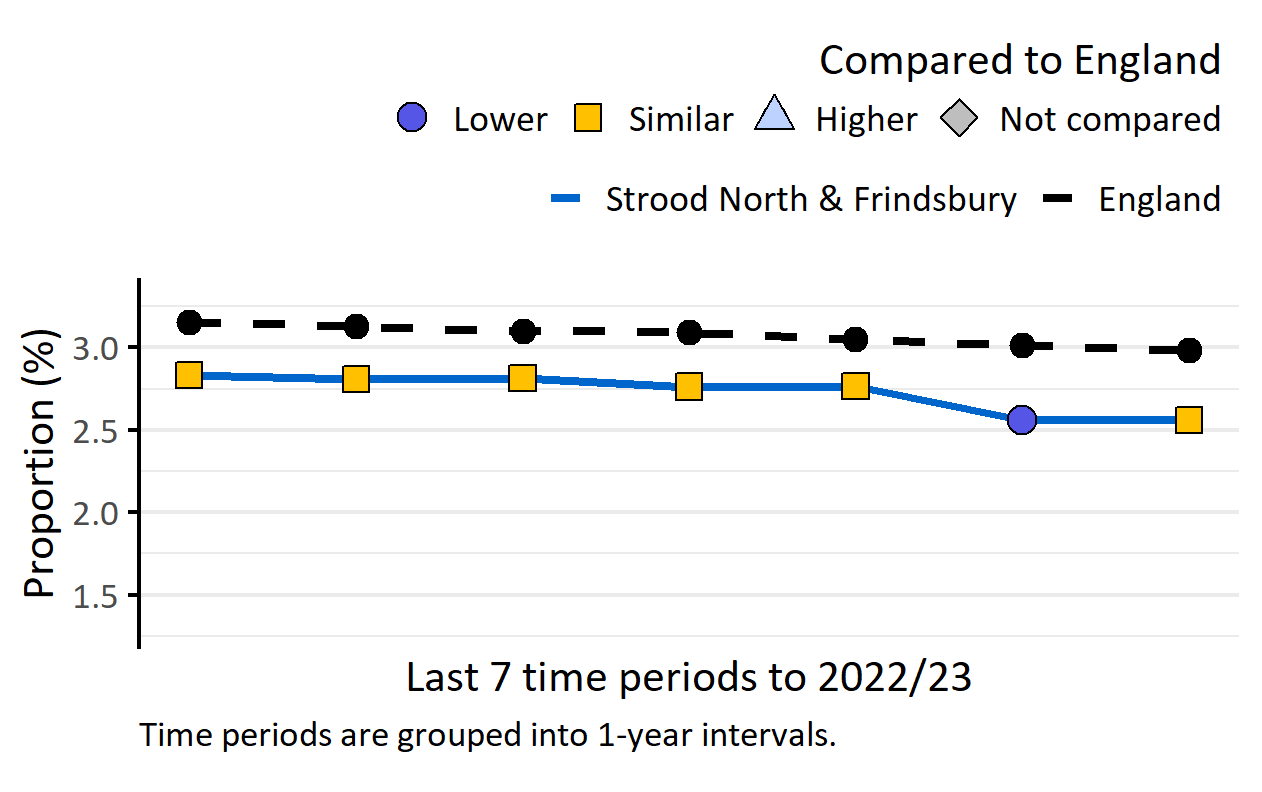 Compared to England
Lower Similar Higher Not compared
Strood North & Frindsbury England
Proportion (%)
3.0
2.5
2.0
1.5
Last 7 time periods to 2022/23
Time periods are grouped into 1-year intervals.